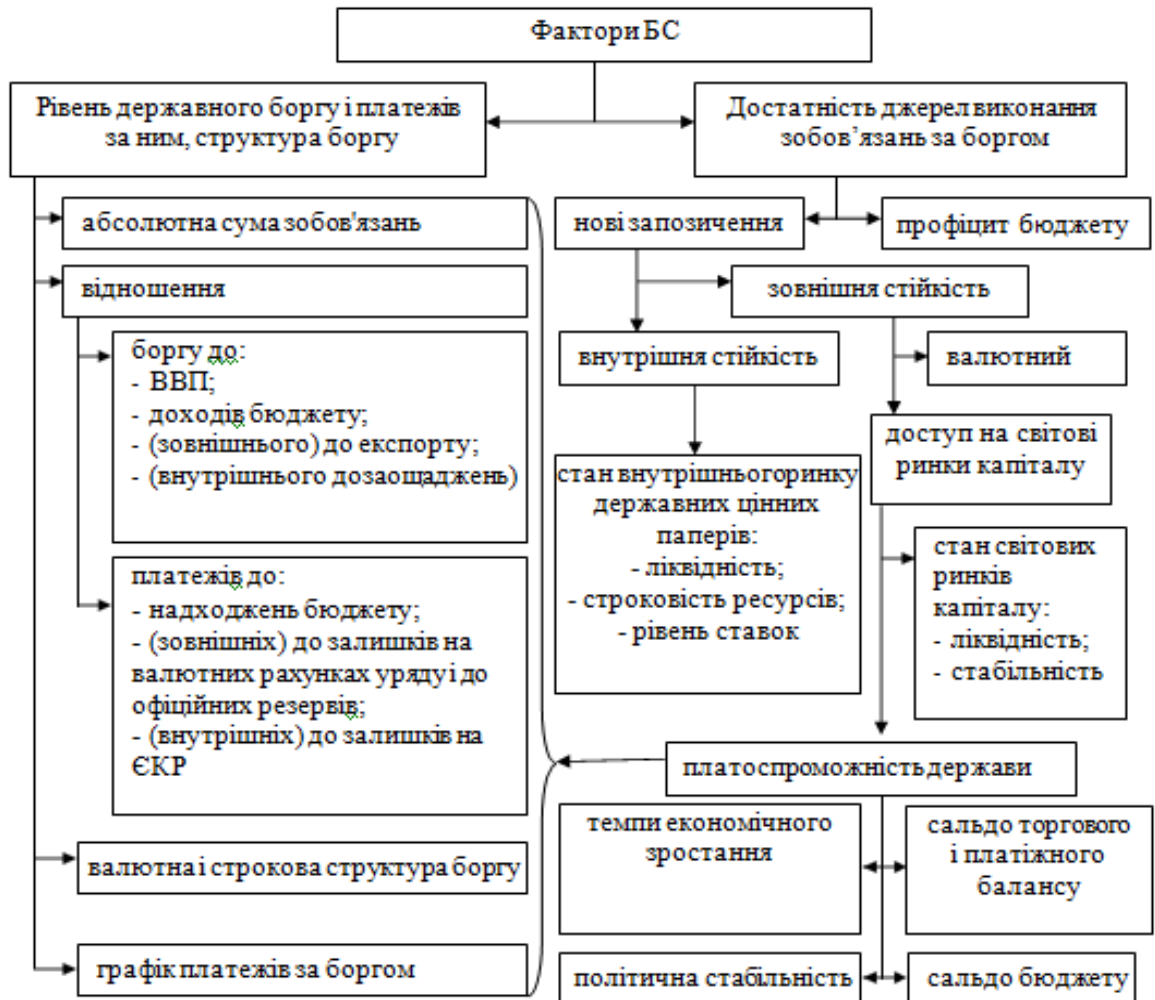 Фактори БС
Рівень державного боргу і платежів
за ним, структура боргу
Достатність джерел виконання
зобов’язань за боргом
абсолютна сума зобов'язань
нові запозичення
профіцит бюджету
відношення
зовнішня стійкість
боргу до:
- ВВП;
- доходів бюджету;
- (зовнішнього) до експорту;
- (внутрішнього дозаощаджень)
внутрішня стійкість
валютний
доступ на світові
ринки капіталу
стан внутрішньогоринку
державних цінних
паперів:
- ліквідність;
- строковість ресурсів;
- рівень ставок
стан світових
ринків
капіталу:
- ліквідність;
- стабільність
платежів до:
- надходжень бюджету;
- (зовнішніх) до залишків на
валютних рахунках уряду і до
офіційних резервів;
- (внутрішніх) до залишків на
ЄКР
платоспроможність держави
темпи економічного
зростання
сальдо торгового
і платіжного
балансу
валютна і строкова структура боргу
графік платежів за боргом
політична стабільність
сальдо бюджету